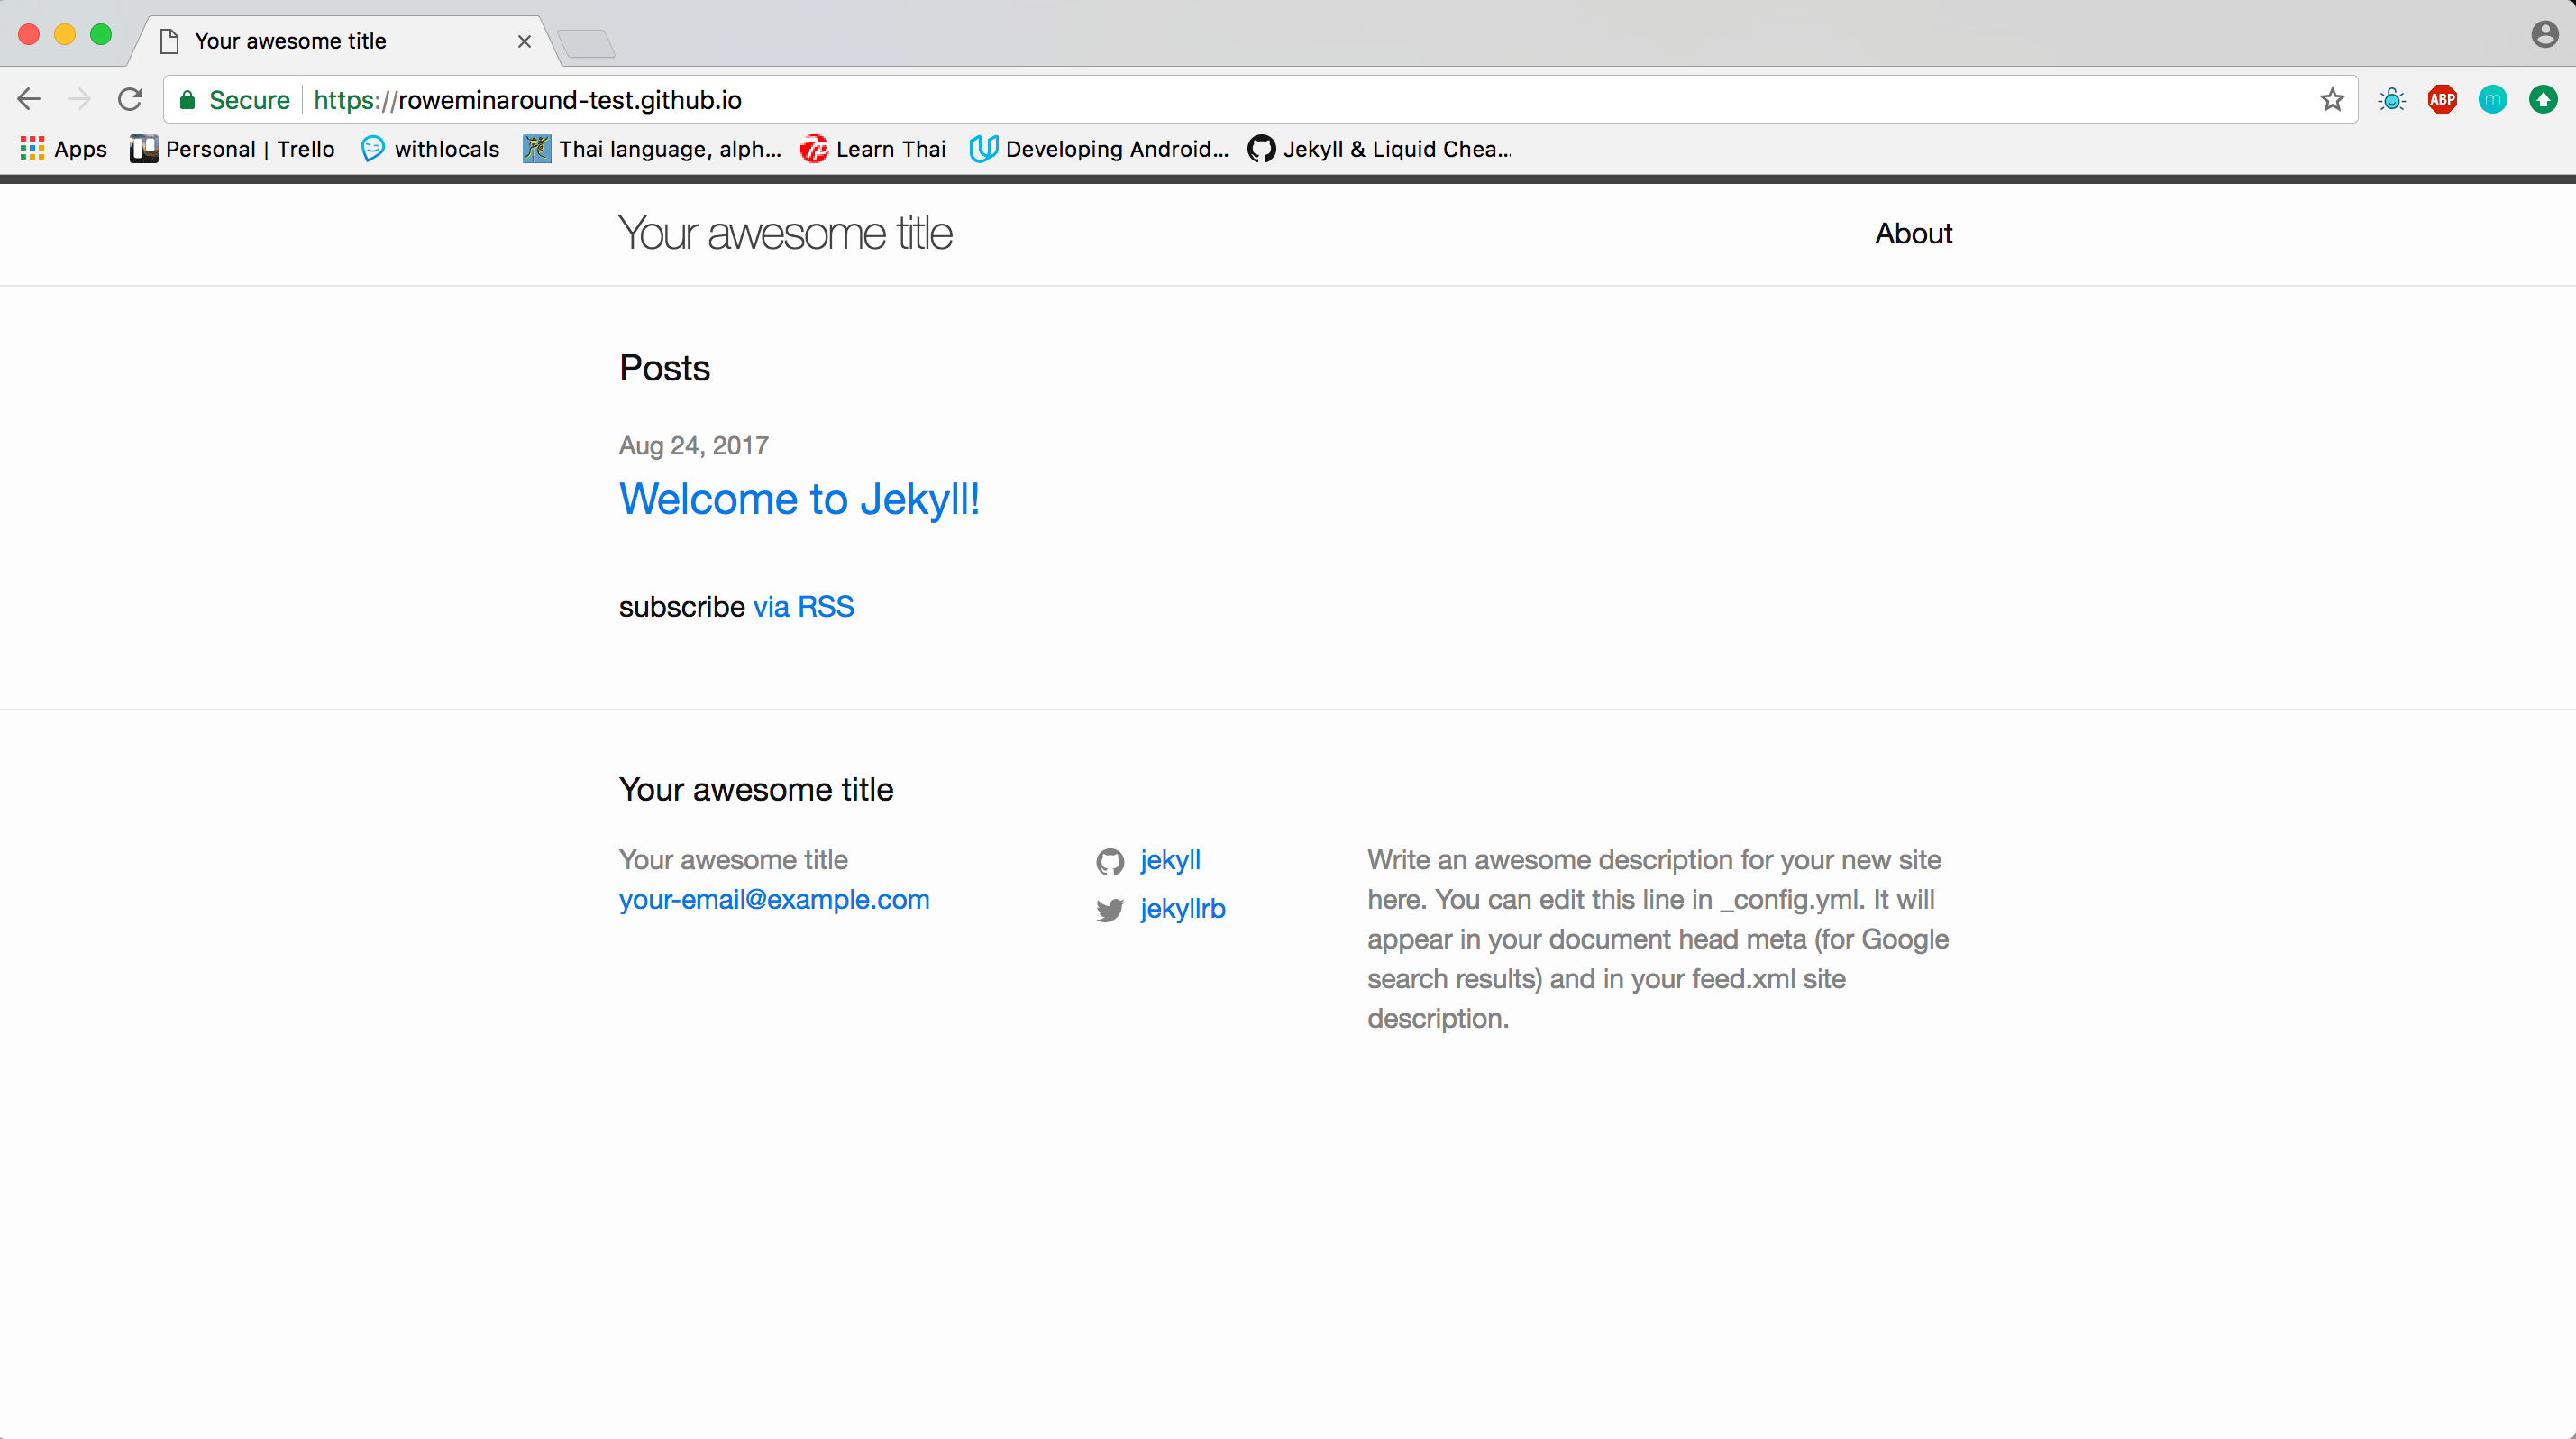 Your awesome title
Secure https://roweminaround-test.github.io
ABP m
Apps Personal | Trello withlocals Thai language, alph... Learn Thai Developing Android... Jekyll & Liquid Chea...
Your awesome title About
Posts
Aug 24, 2017
Welcome to Jekyll!
subscribe via RSS
Your awesome title
Your awesome title
your-email@example.com
jekyll
jekyllrb
Write an awesome description for your new site
here. You can edit this line in _config.yml. It will
appear in your document head meta (for Google
search results) and in your feed.xml site
description.